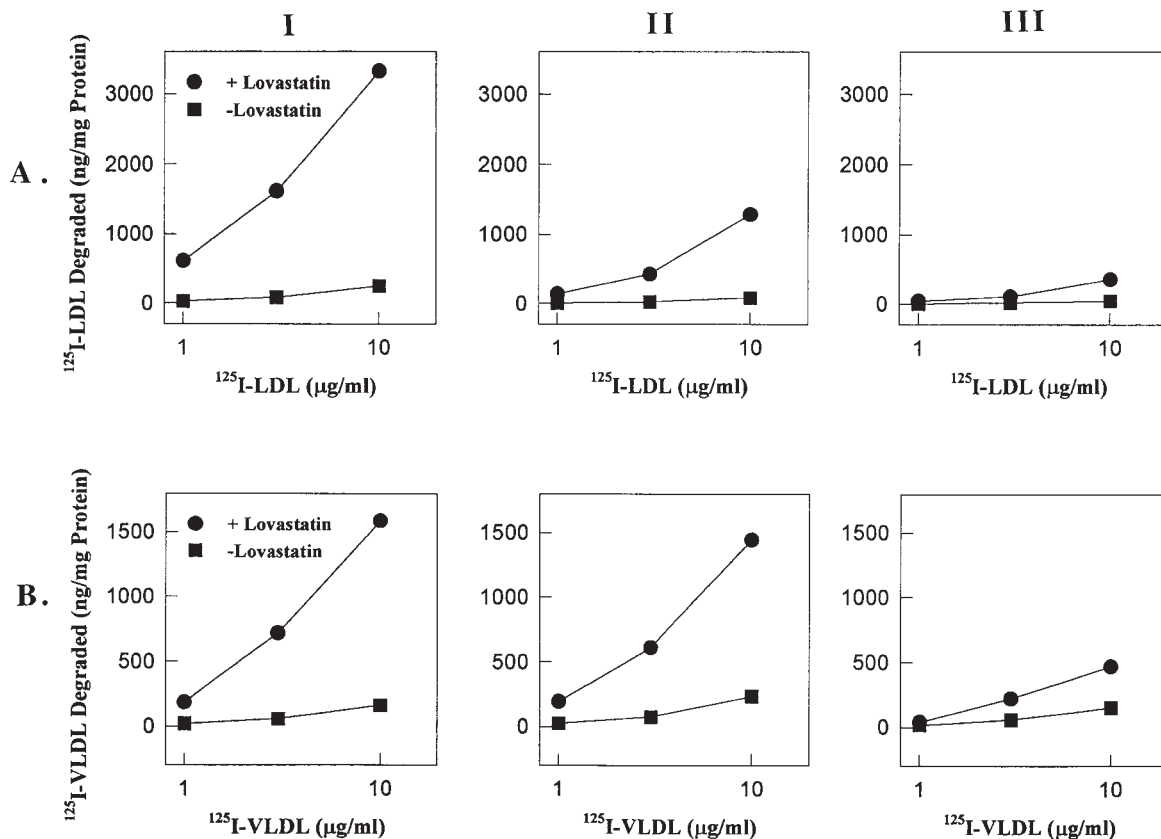 I
II
III
A.
¹²⁵I-LDL Degraded (ng/mg Protein)
3000
2000
1000
0
+ Lovastatin
-Lovastatin
1
10
¹²⁵I-LDL (µg/ml)
3000
2000
1000
0
1
10
¹²⁵I-LDL (µg/ml)
3000
2000
1000
0
1
10
¹²⁵I-LDL (µg/ml)
B.
¹²⁵I-VLDL Degraded (ng/mg Protein)
1500
1000
500
0
+ Lovastatin
-Lovastatin
1
10
¹²⁵I-VLDL (µg/ml)
1500
1000
500
0
1
10
¹²⁵I-VLDL (µg/ml)
1500
1000
500
0
1
10
¹²⁵I-VLDL (µg/ml)